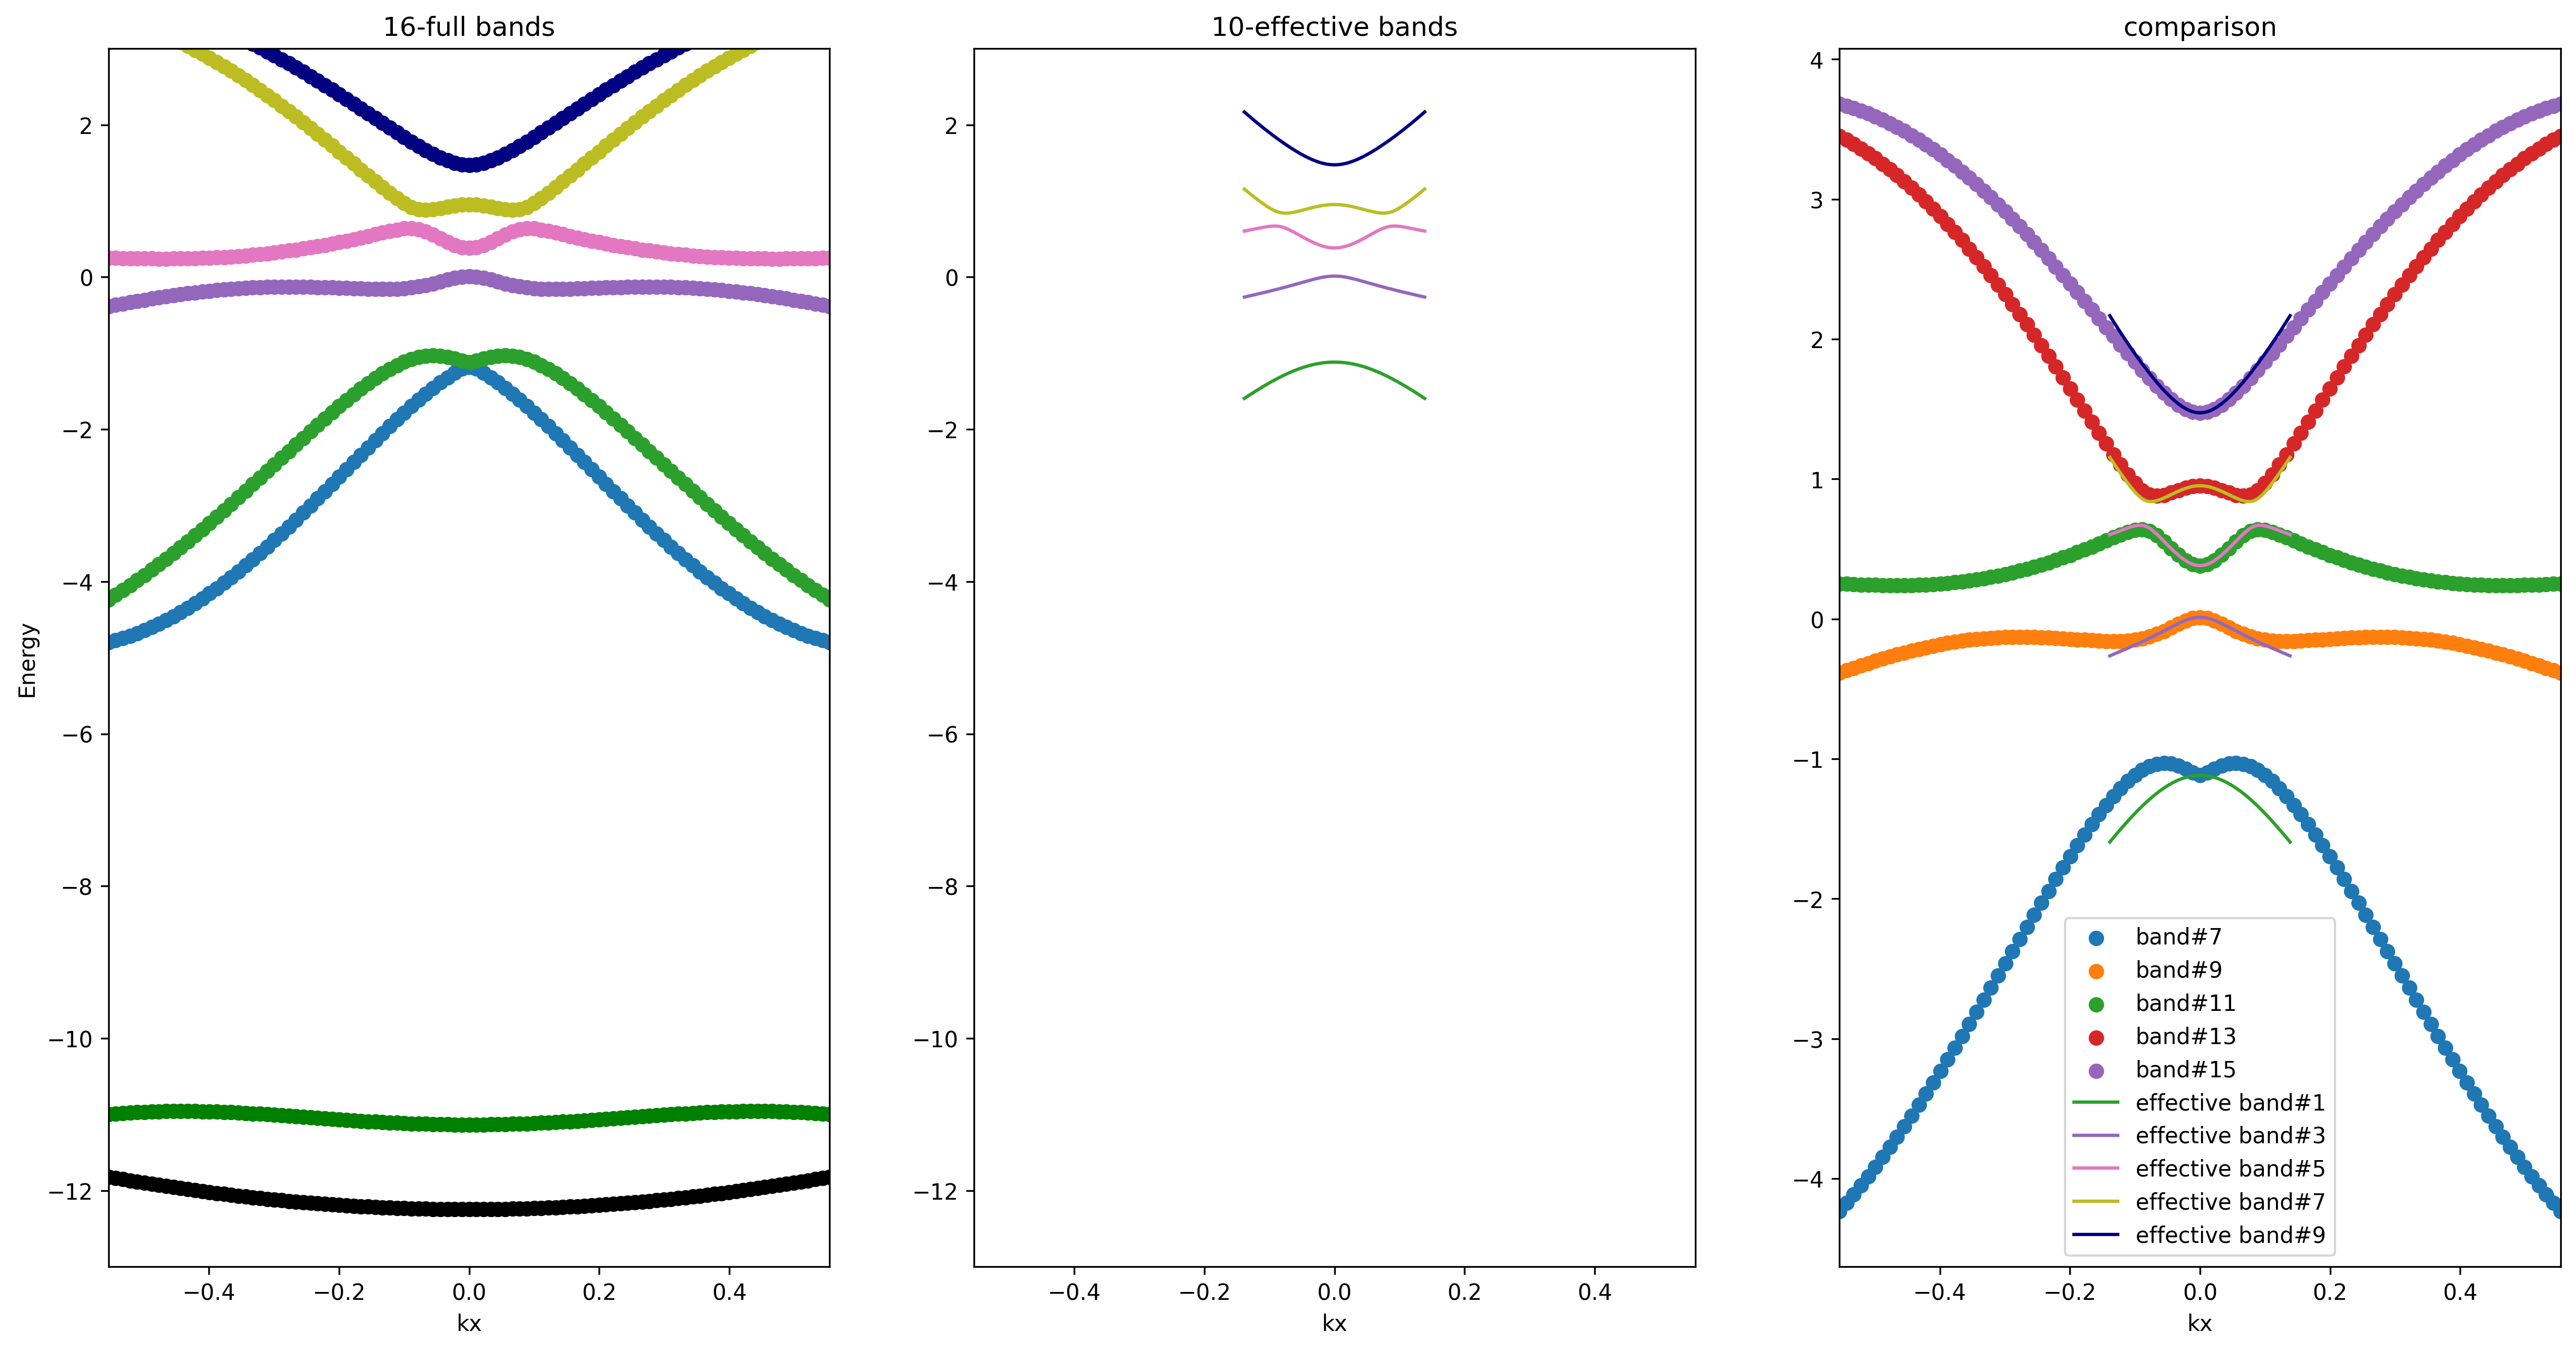 16-full bands
10-effective bands
comparison
Energy
2
0
−2
−4
−6
−8
−10
−12
−0.4
−0.2
0.0
0.2
0.4
kx
2
0
−2
−4
−6
−8
−10
−12
−0.4
−0.2
0.0
0.2
0.4
kx
4
3
2
1
0
−1
−2
−3
−4
band#7
band#9
band#11
band#13
band#15
effective band#1
effective band#3
effective band#5
effective band#7
effective band#9
−0.4
−0.2
0.0
0.2
0.4
kx